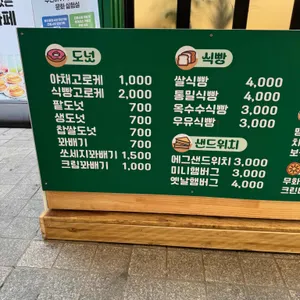 도넛
야채고로케 1,000
식빵고로케 2,000
팥도넛 700
생도넛 700
찹쌀도넛 700
꽈배기 700
쏘세지꽈배기 1,500
크림꽈배기 1,000
식빵
쌀식빵 4,000
통밀식빵 4,000
옥수수식빵 3,000
우유식빵 3,000
샌드위치
에그샌드위치 3,000
미니햄버그 3,000
옛날햄버그 4,000